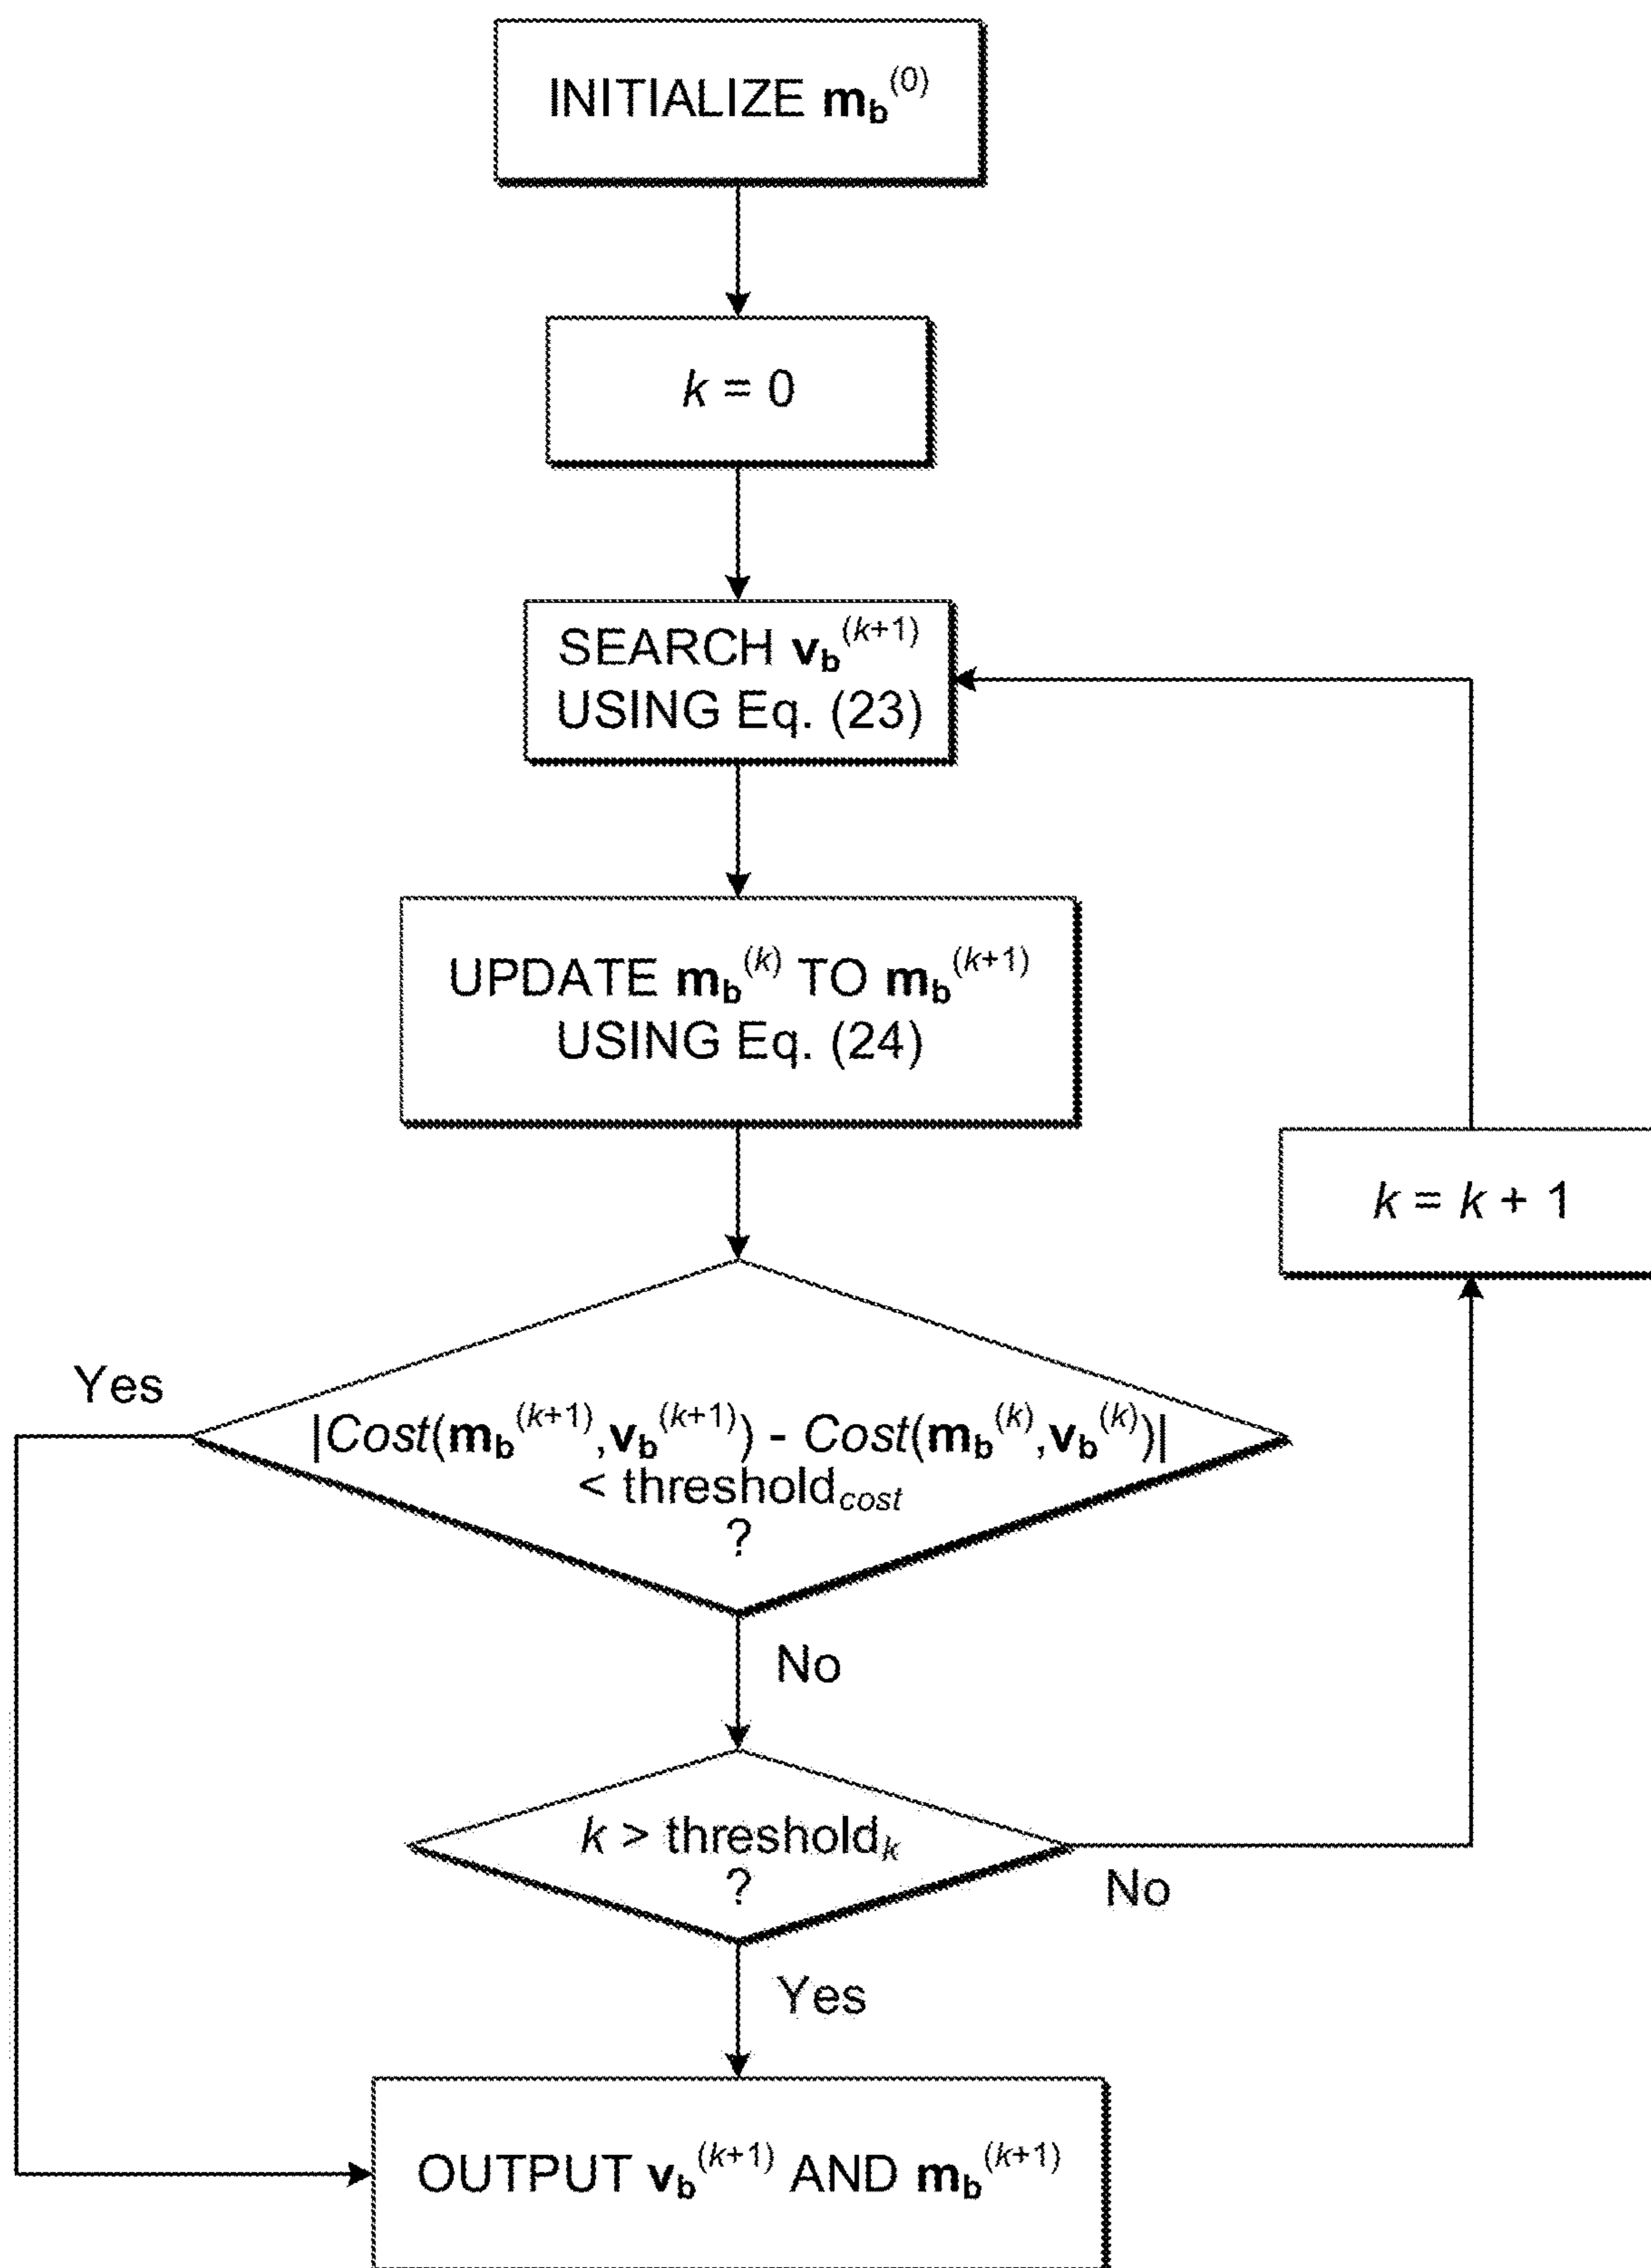 INITIALIZE m_b^(0)
k = 0
SEARCH v_b^(k+1)
USING Eq. (23)
UPDATE m_b^(k) TO m_b^(k+1)
USING Eq. (24)
k = k + 1
Yes
|Cost(m_b^(k+1),v_b^(k+1)) - Cost(m_b^(k),v_b^(k))|
< threshold_cost
?
No
k > threshold_k
?
No
Yes
OUTPUT v_b^(k+1) AND m_b^(k+1)